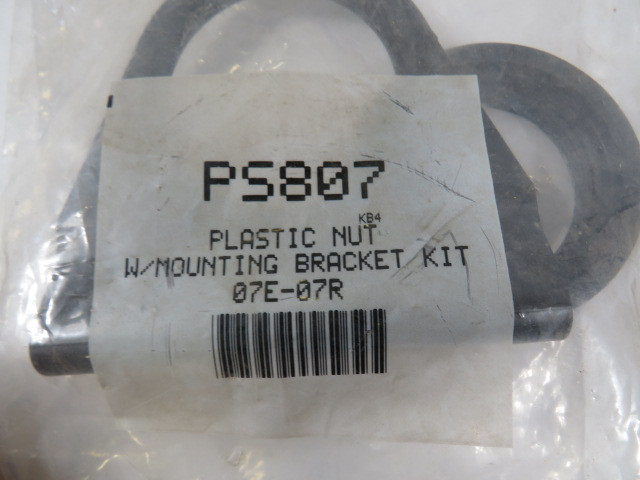 PS807
KB4
PLASTIC NUT
W/MOUNTING BRACKET KIT
07E-07R